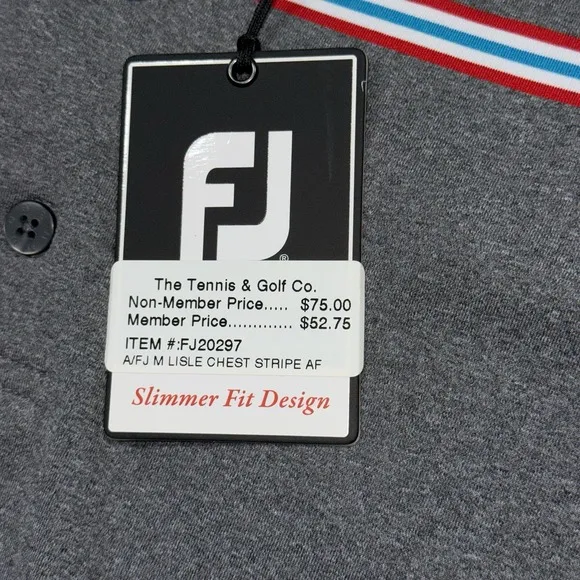 FJ
®
The Tennis & Golf Co.
Non-Member Price..... $75.00
Member Price............. $52.75
ITEM #:FJ20297
A/FJ M LISLE CHEST STRIPE AF
Slimmer Fit Design